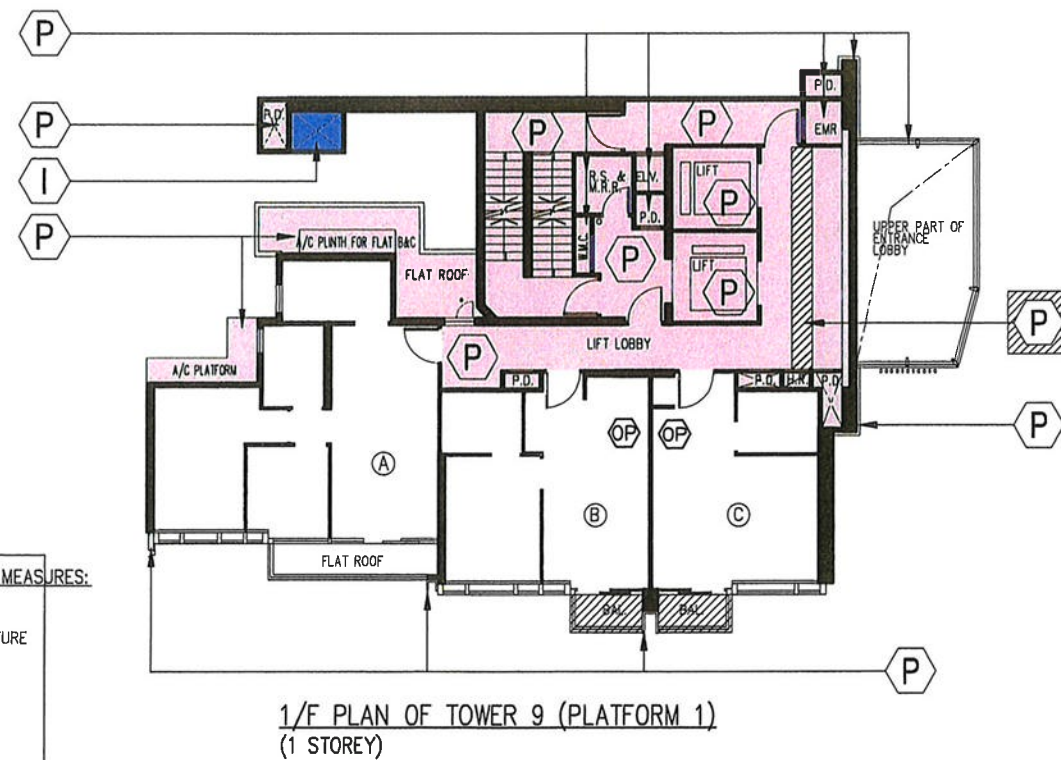 P
P.D.
P
P.D.
P
P
EMR
P
I
R.S. &
M.R.R.
ELV.
LIFT
P
P.D.
W.M.C.
UPPER PART OF
ENTRANCE
LOBBY
P
A/C PLINTH FOR FLAT B&C
P
LIFT
P
FLAT ROOF
P
LIFT LOBBY
P
A/C PLATFORM
P.D.
P.D.
H.R.
P.D.
P
OP
OP
A
B
C
FLAT ROOF
MEASURES:
TURE
BAL.
BAL.
P
1/F PLAN OF TOWER 9 (PLATFORM 1)
(1 STOREY)